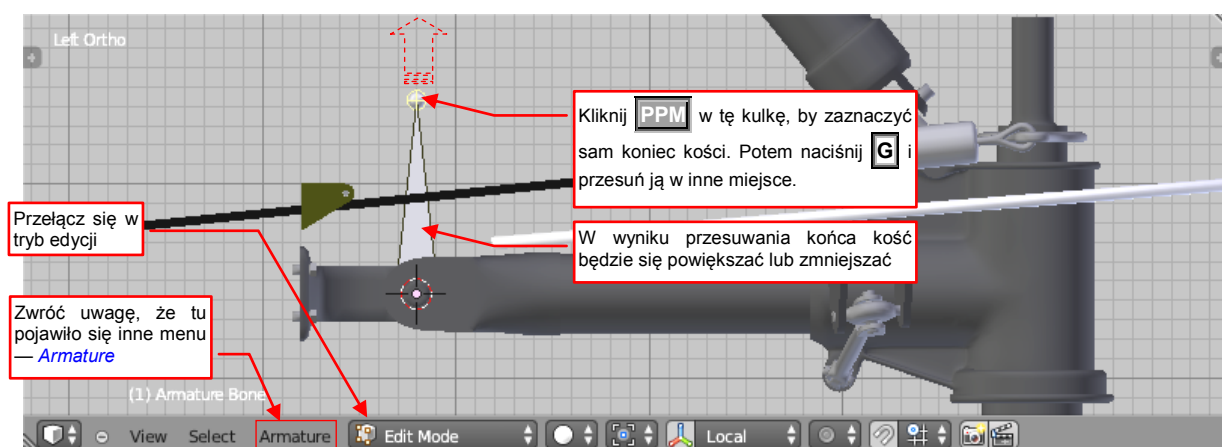 Left Ortho
Kliknij PPM w tę kulkę, by zaznaczyć
sam koniec kości. Potem naciśnij G i
przesuń ją w inne miejsce.
Przełącz się w
tryb edycji
W wyniku przesuwania końca kość
będzie się powiększać lub zmniejszać
Zwróć uwagę, że tu
pojawiło się inne menu
— Armature
(1) Armature Bone
View Select Armature Edit Mode Local